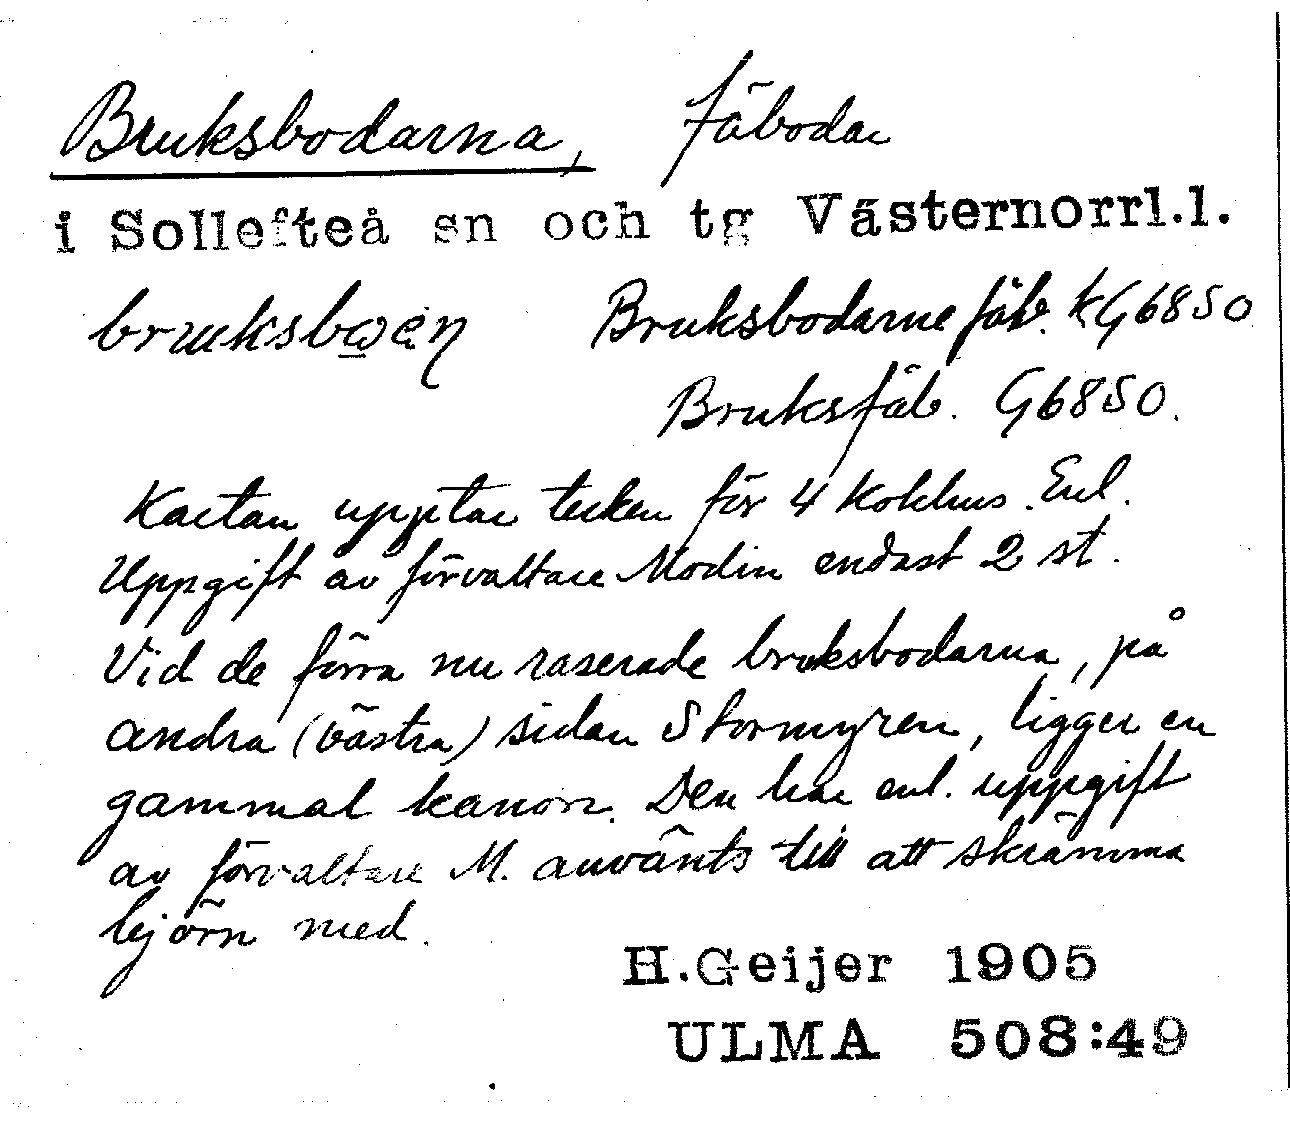 Bruksbodarna, fäbodar
i Sollefteå sn och tg Västernorrl.l.
Bruksbodarne fäb. kG6850
Bruksfäb. G6850.
Kartan upptar tecken för 4 kokhus. Enl.
Uppgift av förvaltare Modin endast 2 st.
Vid de förra nu raserade bruksbodarna, på
andra (västra) sidan Stormyren, ligger en
gammal kanon. Den har enl. uppgift
av förvaltare M. använts till att skrämma
björn med.
H.Geijer 1905
ULMA 508:49